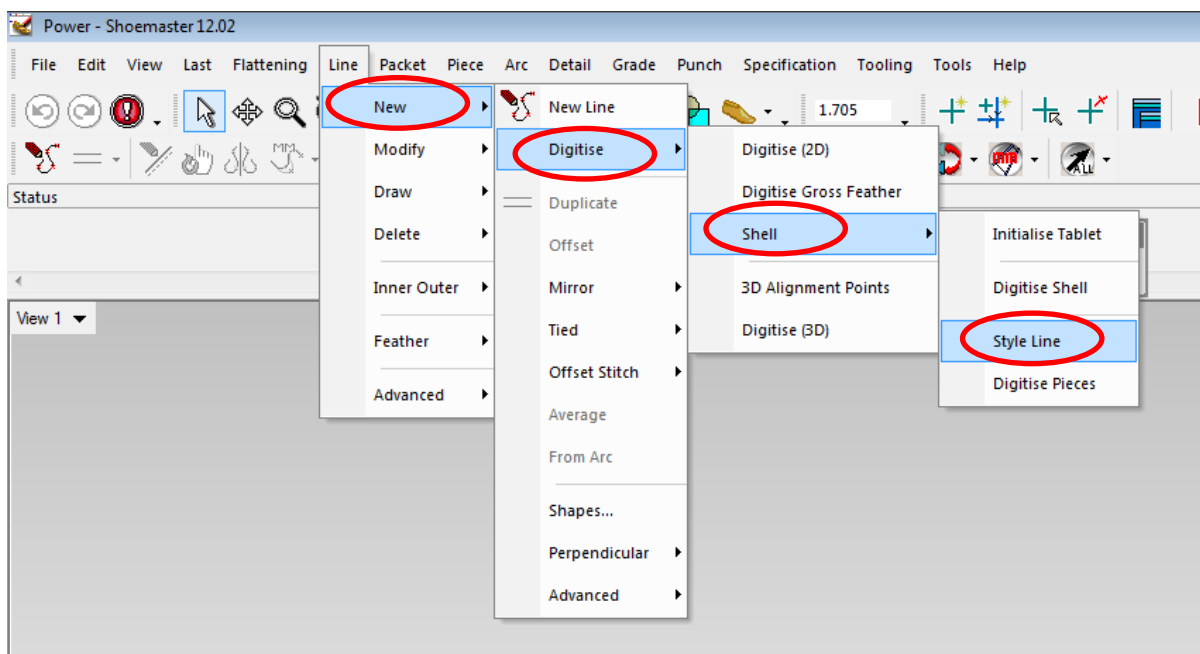 Power - Shoemaster 12.02
File Edit View Last Flattening Line Packet Piece Arc Detail Grade Punch Specification Tooling Tools Help
New
Modify
Draw
Delete
Inner Outer
Feather
Advanced
New Line
Digitise
Duplicate
Offset
Mirror
Tied
Offset Stitch
Average
From Arc
Shapes...
Perpendicular
Advanced
1.705
Digitise (2D)
Digitise Gross Feather
Shell
3D Alignment Points
Digitise (3D)
Initialise Tablet
Digitise Shell
Style Line
Digitise Pieces
ALL
Status
View 1